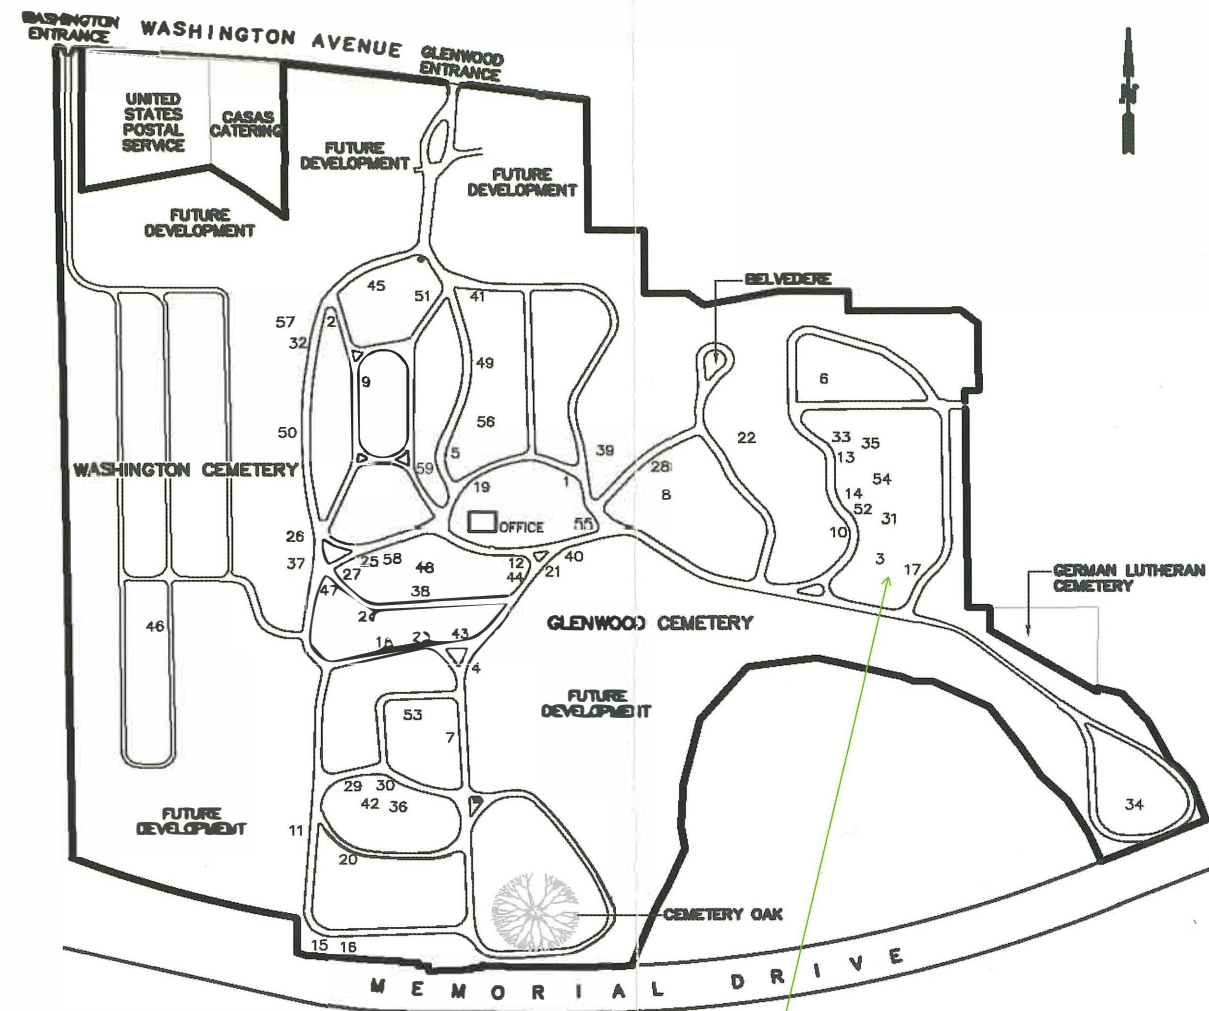 WASHINGTON
ENTRANCE
WASHINGTON AVENUE
GLENWOOD
ENTRANCE
N
UNITED
STATES
POSTAL
SERVICE
CASAS
CATERING
FUTURE
DEVELOPMENT
FUTURE
DEVELOPMENT
FUTURE
DEVELOPMENT
BELVEDERE
45
51
41
57
2
32
49
9
6
56
50
5
39
22
33
35
13
WASHINGTON CEMETERY
59
28
54
19
1
8
14
52
31
OFFICE
55
10
26
37
25
58
48
12
40
3
27
44
21
17
GERMAN LUTHERAN
CEMETERY
47
38
46
GLENWOOD CEMETERY
43
4
FUTURE
DEVELOPMENT
53
7
29
30
42
36
34
FUTURE
DEVELOPMENT
11
20
CEMETERY OAK
15
16
MEMORIAL DRIVE